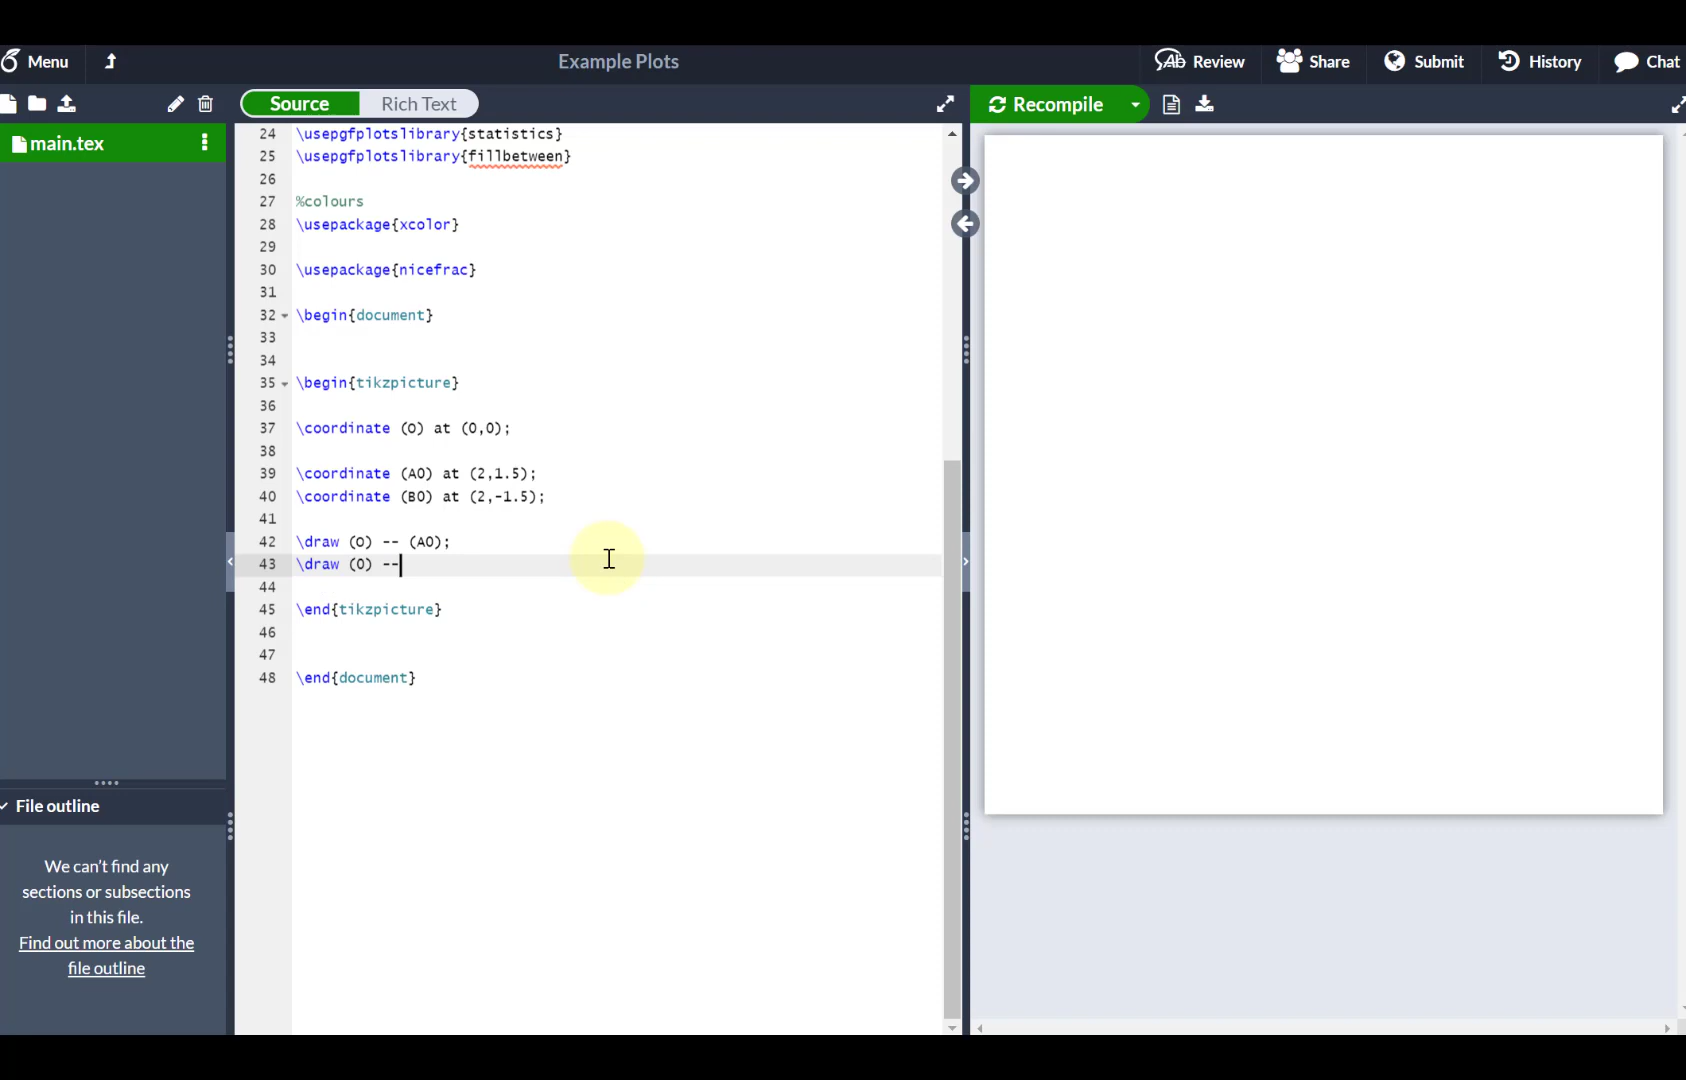 Menu
Example Plots
Review
Share
Submit
History
Chat
Source
Rich Text
Recompile
main.tex
24 \usepgfplotslibrary{statistics}
25 \usepgfplotslibrary{fillbetween}
26
27 %colours
28 \usepackage{xcolor}
29
30 \usepackage{nicefrac}
31
32 \begin{document}
33
34
35 \begin{tikzpicture}
36
37 \coordinate (O) at (0,0);
38
39 \coordinate (A0) at (2,1.5);
40 \coordinate (B0) at (2,-1.5);
41
42 \draw (O) -- (A0);
43 \draw (O) --
44
45 \end{tikzpicture}
46
47
48 \end{document}
File outline
We can't find any
sections or subsections
in this file.
Find out more about the
file outline